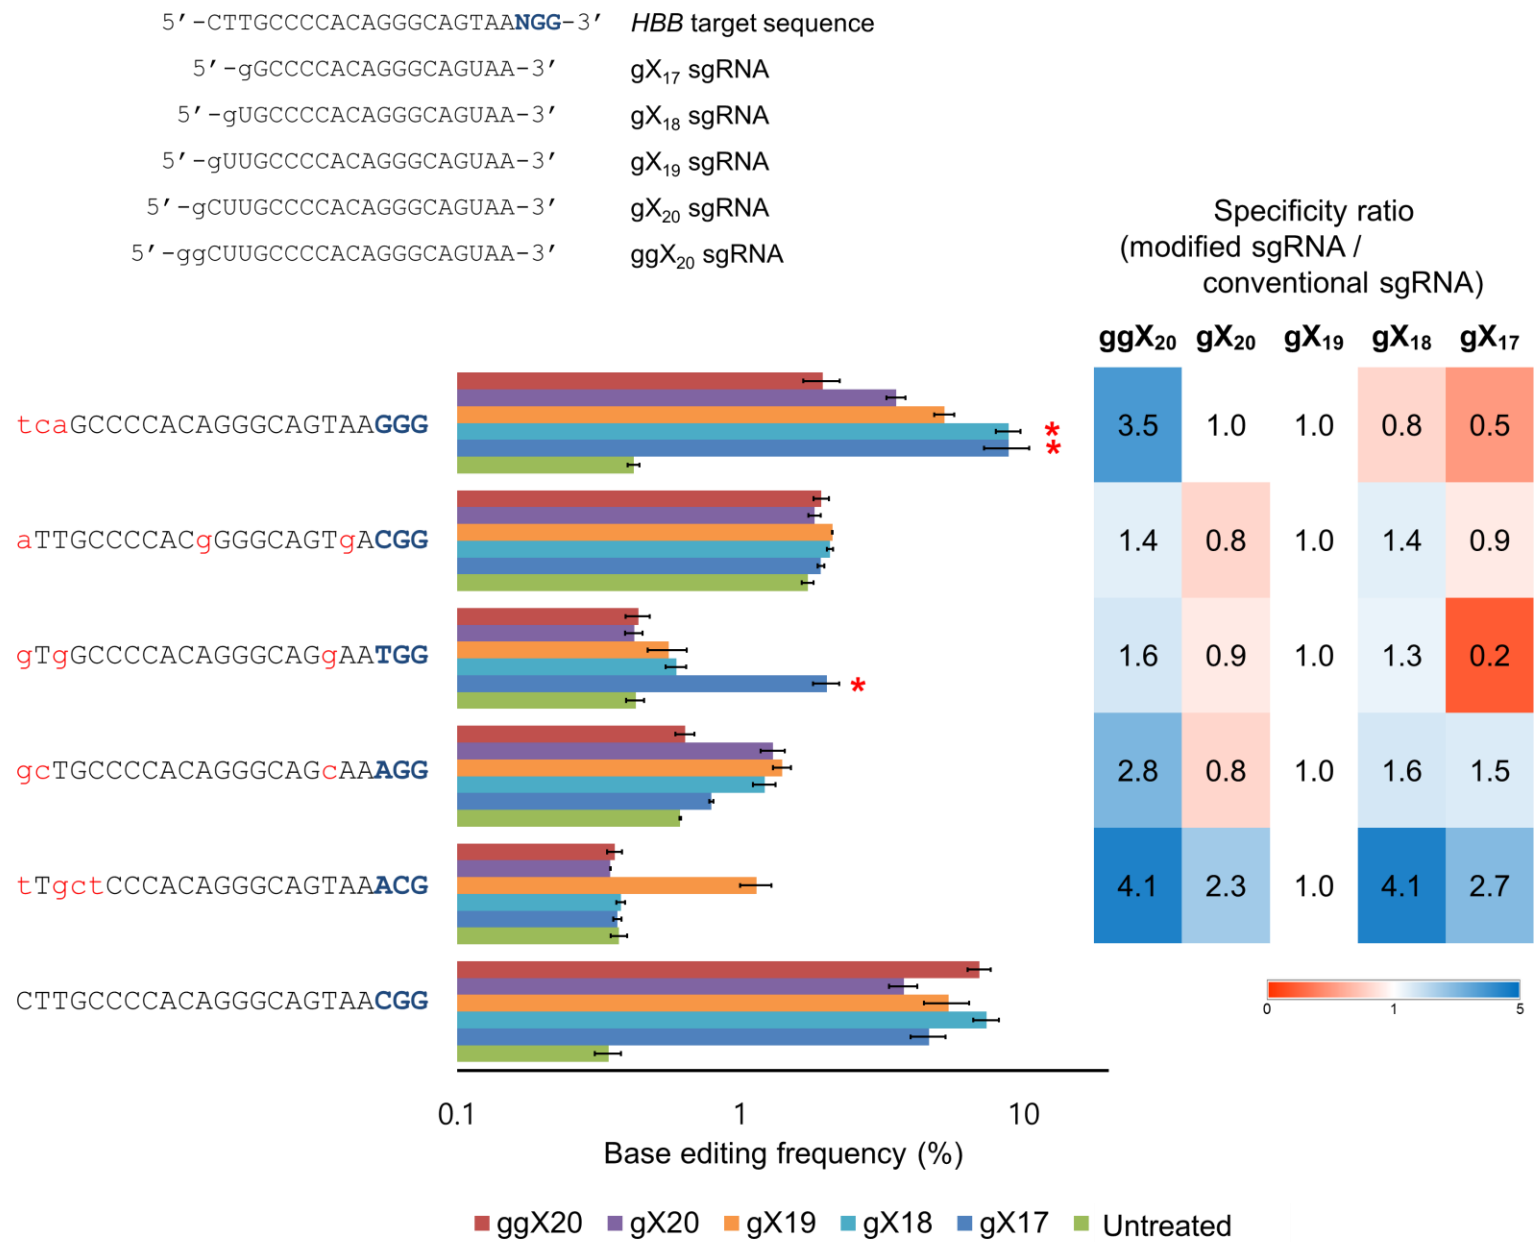 5′-CTTGCCCCACAGGGCAGTAANGG-3′ HBB target sequence
5′-gGCCCCACAGGGCAGUAA-3′ gX17 sgRNA
5′-gUGCCCCACAGGGCAGUAA-3′ gX18 sgRNA
5′-gUUGCCCCACAGGGCAGUAA-3′ gX19 sgRNA
5′-gCUUGCCCCACAGGGCAGUAA-3′ gX20 sgRNA
5′-ggCUUGCCCCACAGGGCAGUAA-3′ ggX20 sgRNA
Specificity ratio
(modified sgRNA /
conventional sgRNA)
ggX20 gX20 gX19 gX18 gX17
tcaGCCCCACAGGGCAGTAAGGG * * 3.5 1.0 1.0 0.8 0.5
aTTGCCCCACgGGGCAGTgACGG 1.4 0.8 1.0 1.4 0.9
gTgGCCCCACAGGGCAGgAATGG * 1.6 0.9 1.0 1.3 0.2
gcTGCCCCACAGGGCAGcAAAGG 2.8 0.8 1.0 1.6 1.5
tTgctCCCACAGGGCAGTAAACG 4.1 2.3 1.0 4.1 2.7
CTTGCCCCACAGGGCAGTAACGG
0 1 5
0.1 1 10
Base editing frequency (%)
ggX20 gX20 gX19 gX18 gX17 Untreated